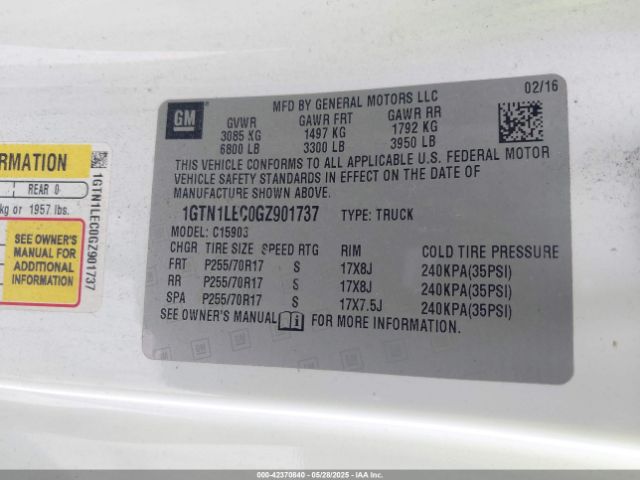 GM
MFD BY GENERAL MOTORS LLC
02/16
GVWR GAWR FRT GAWR RR
3085 KG 1497 KG 1792 KG
6800 LB 3300 LB 3950 LB
THIS VEHICLE CONFORMS TO ALL APPLICABLE U.S. FEDERAL MOTOR
VEHICLE SAFETY STANDARDS IN EFFECT ON THE DATE OF
MANUFACTURE SHOWN ABOVE.
1GTN1LEC0GZ901737 TYPE: TRUCK
MODEL: C15903
CHGR TIRE SIZE SPEED RTG RIM COLD TIRE PRESSURE
FRT P255/70R17 S 17X8J 240KPA(35PSI)
RR P255/70R17 S 17X8J 240KPA(35PSI)
SPA P255/70R17 S 17X7.5J 240KPA(35PSI)
SEE OWNER'S MANUAL FOR MORE INFORMATION.
ORMATION
REAR 0
kg or 1957 lbs.
SEE OWNER'S
MANUAL FOR
ADDITIONAL
INFORMATION
1GTN1LEC0GZ901737
000-42370840 - 05/28/2025 - IAAI.COM